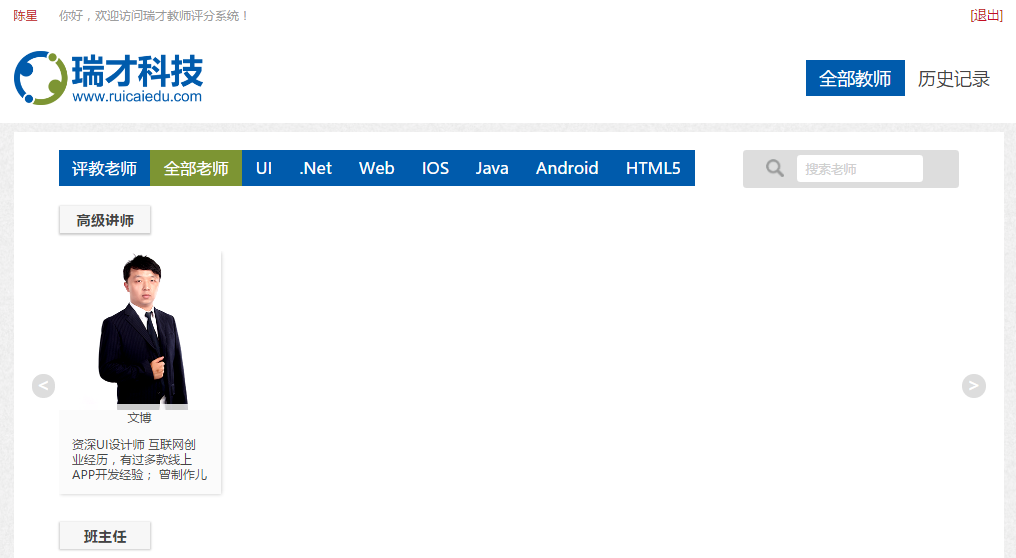 陈星 你好，欢迎访问瑞才教师评分系统！ [退出]
瑞才科技
www.ruicaiedu.com
全部教师 历史记录
评教老师 全部老师 UI .Net Web IOS Java Android HTML5 搜索老师
高级讲师
< >
文博
资深UI设计师 互联网创
业经历，有过多款线上
APP开发经验； 曾制作儿
班主任